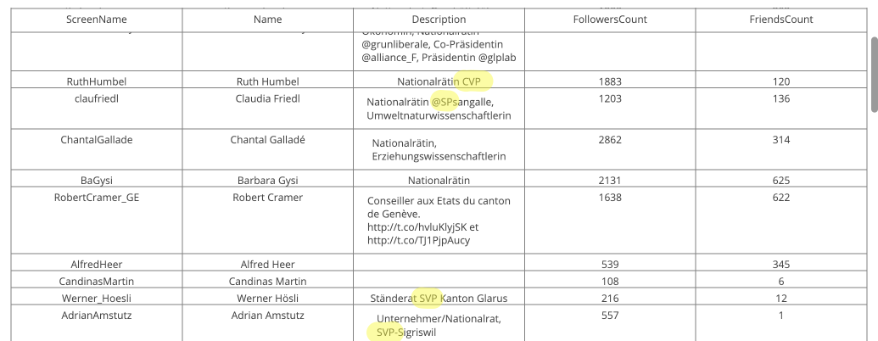 ScreenName Name Description FollowersCount FriendsCount
@grunliberale, Co-Präsidentin
@alliance_F, Präsidentin @glplab
RuthHumbel Ruth Humbel Nationalrätin CVP 1883 120
claufriedl Claudia Friedl Nationalrätin @SPsangalle, 1203 136
Umweltnaturwissenschaftlerin
ChantalGallade Chantal Galladé Nationalrätin, 2862 314
Erziehungswissenschaftlerin
BaGysi Barbara Gysi Nationalrätin 2131 625
RobertCramer_GE Robert Cramer Conseiller aux Etats du canton 1638 622
de Genève.
http://t.co/hvluKlyjSK et
http://t.co/TJ1PjpAucy
AlfredHeer Alfred Heer 539 345
CandinasMartin Candinas Martin 108 6
Werner_Hoesli Werner Hösli Ständerat SVP Kanton Glarus 216 12
AdrianAmstutz Adrian Amstutz Unternehmer/Nationalrat, 557 1
SVP-Sigriswil